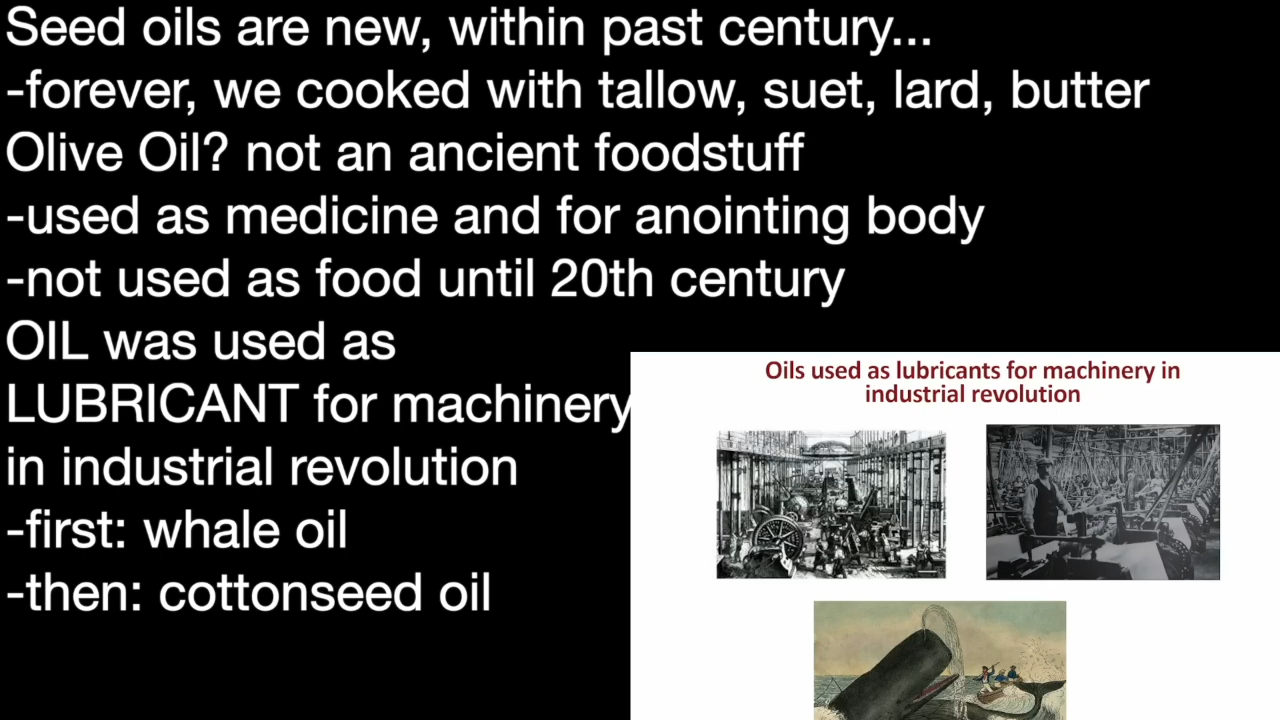 Seed oils are new, within past century...
-forever, we cooked with tallow, suet, lard, butter
Olive Oil? not an ancient foodstuff
-used as medicine and for anointing body
-not used as food until 20th century
OIL was used as
LUBRICANT for machinery
in industrial revolution
-first: whale oil
-then: cottonseed oil
Oils used as lubricants for machinery in
industrial revolution